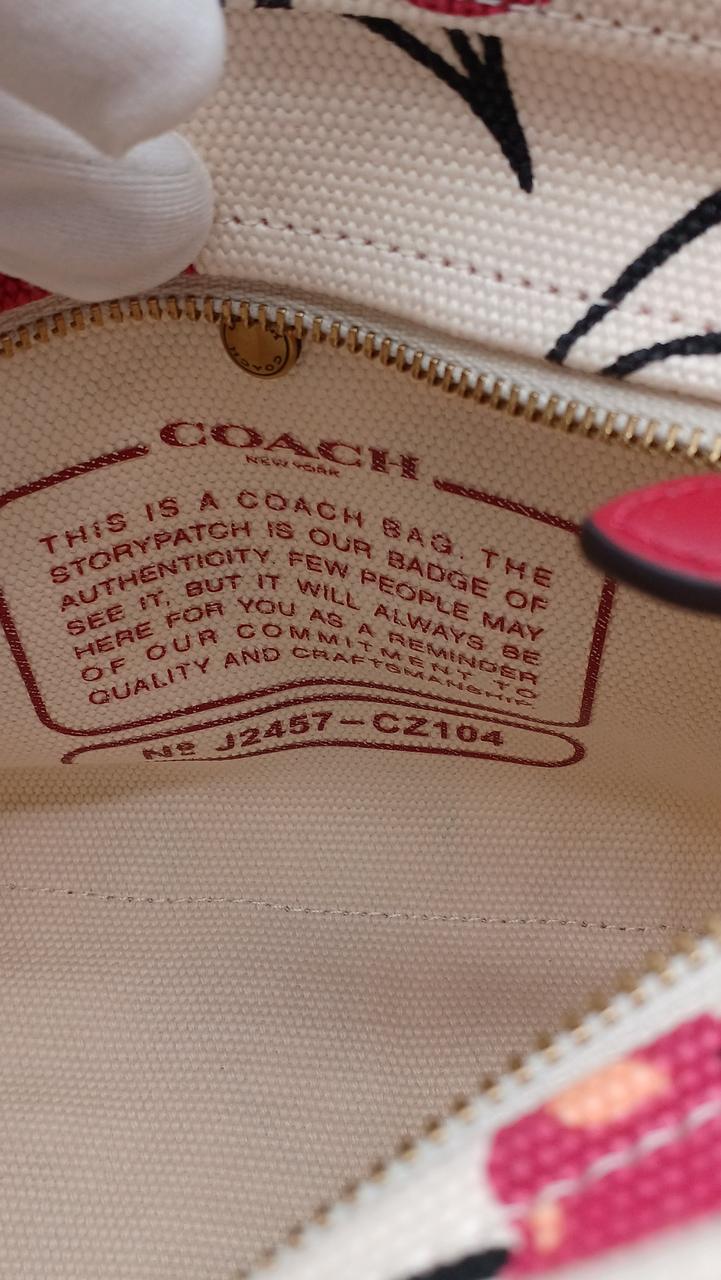 COACH
COACH
NEW YORK
THIS IS A COACH BAG. THE
STORYPATCH IS OUR BADGE OF
AUTHENTICITY. FEW PEOPLE MAY
SEE IT, BUT IT WILL ALWAYS BE
HERE FOR YOU AS A REMINDER
OF OUR COMMITMENT TO
QUALITY AND CRAFTSMANSHIP
Nº J2457-CZ104